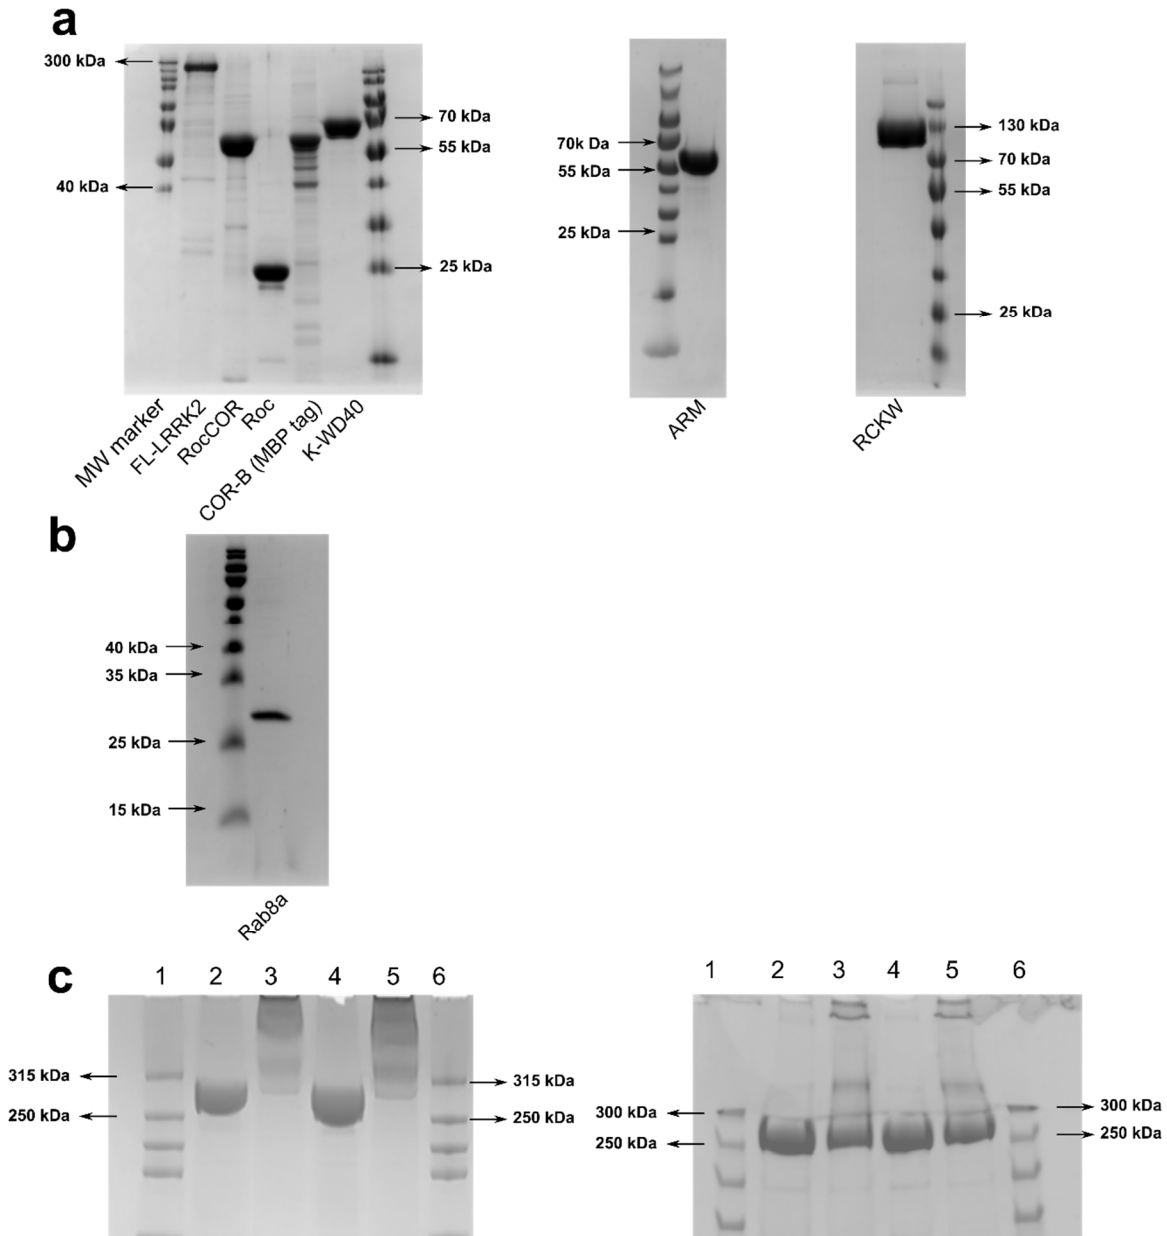 a
300 kDa
40 kDa
70 kDa
55 kDa
25 kDa
MW marker
FL-LRRK2
RocCOR
Roc
COR-B (MBP tag)
K-WD40
70k Da
55 kDa
25 kDa
ARM
130 kDa
70 kDa
55 kDa
25 kDa
RCKW
b
40 kDa
35 kDa
25 kDa
15 kDa
Rab8a
c
1 2 3 4 5 6
315 kDa
250 kDa
315 kDa
250 kDa
1 2 3 4 5 6
300 kDa
250 kDa
300 kDa
250 kDa